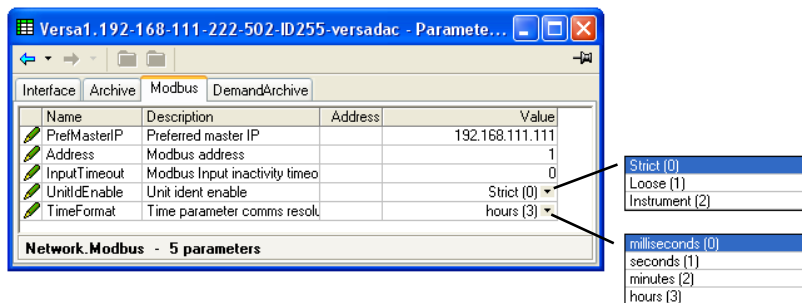 Versa1.192-168-111-222-502-ID255-versadac - Paramete...
Interface Archive Modbus DemandArchive
Name Description Address Value
PrefMasterIP Preferred master IP 192.168.111.111
Address Modbus address 1
InputTimeout Modbus Input inactivity timeo 0
UnitIdEnable Unit ident enable Strict (0)
TimeFormat Time parameter comms resolu hours (3)
Network.Modbus - 5 parameters
Strict (0)
Loose (1)
Instrument (2)
milliseconds (0)
seconds (1)
minutes (2)
hours (3)